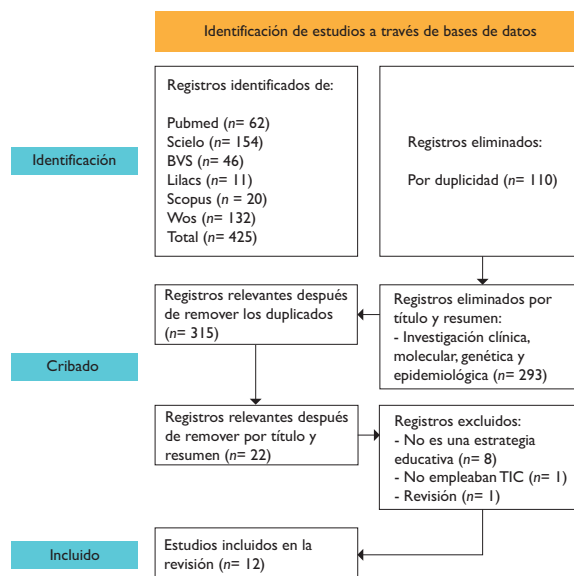 Identificación de estudios a través de bases de datos
Identificación
Registros identificados de:
Pubmed (n= 62)
Scielo (n= 154)
BVS (n= 46)
Lilacs (n= 11)
Scopus (n = 20)
Wos (n= 132)
Total (n= 425)
Registros eliminados:
Por duplicidad (n= 110)
Cribado
Registros relevantes después
de remover los duplicados
(n= 315)
Registros eliminados por
título y resumen:
- Investigación clínica,
molecular, genética y
epidemiológica (n= 293)
Registros relevantes después
de remover por título y
resumen (n= 22)
Registros excluidos:
- No es una estrategia
educativa (n= 8)
- No empleaban TIC (n= 1)
- Revisión (n= 1)
Incluido
Estudios incluidos en la
revisión (n= 12)